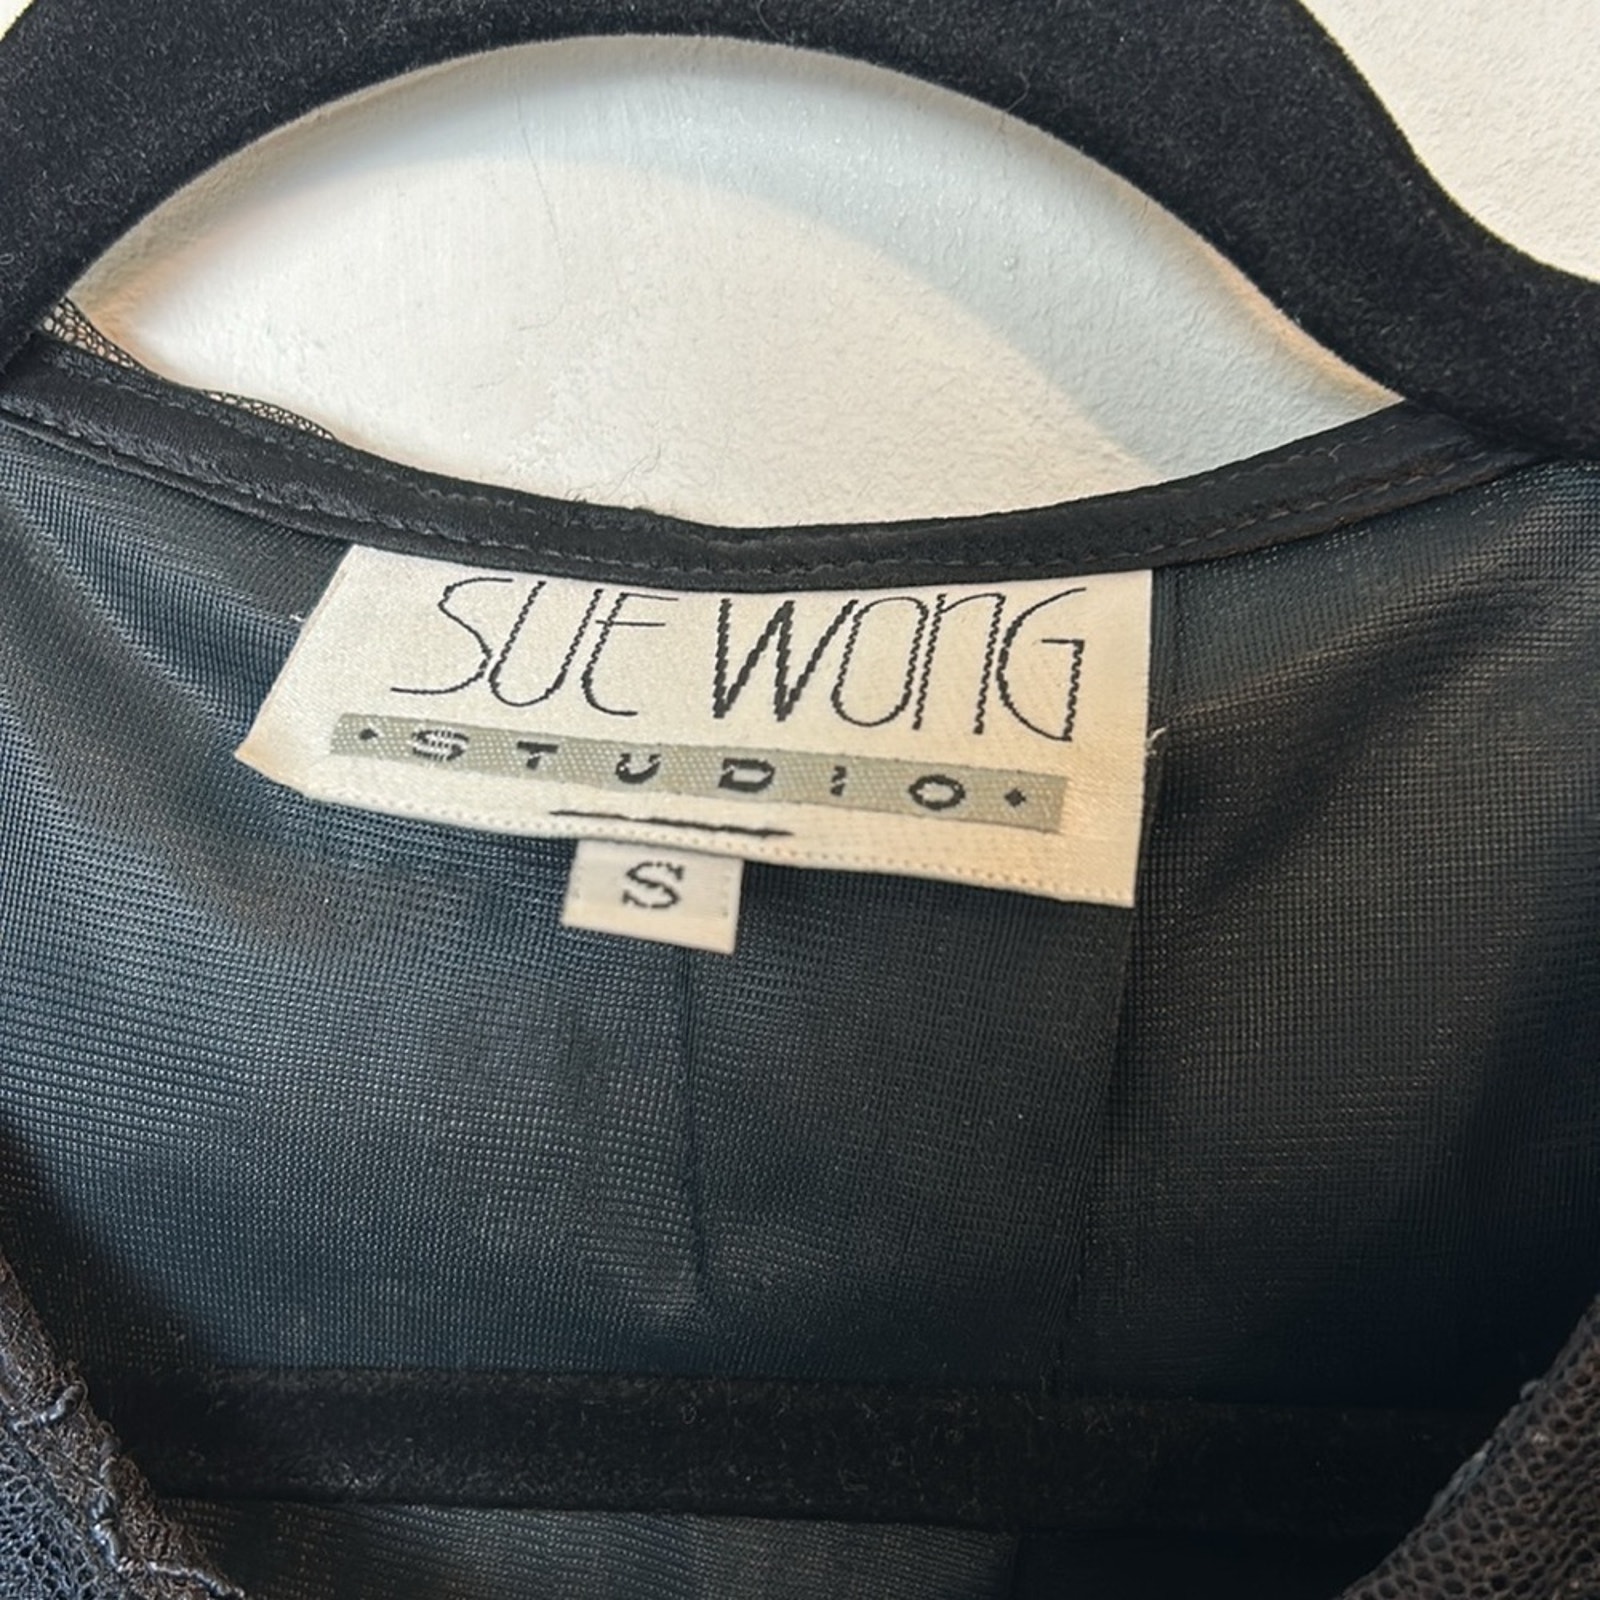 SUE WONG
• STUDIO •
S